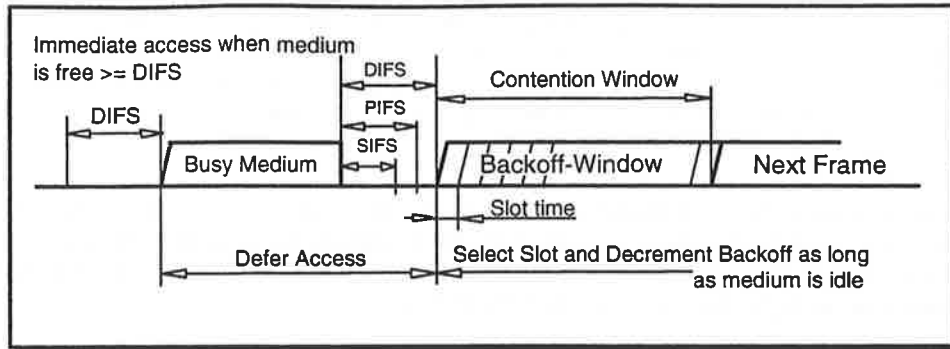 Immediate access when medium
is free >= DIFS
DIFS
DIFS
PIFS
SIFS
Contention Window
Busy Medium
Backoff-Window
Next Frame
Slot time
Defer Access
Select Slot and Decrement Backoff as long
as medium is idle